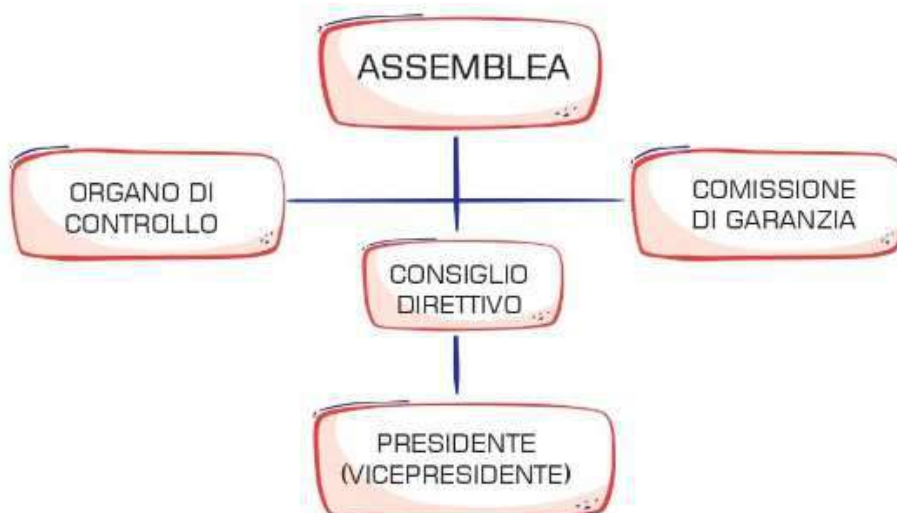 ASSEMBLEA
ORGANO DI
CONTROLLO
COMISSIONE
DI GARANZIA
CONSIGLIO
DIRETTIVO
PRESIDENTE
(VICEPRESIDENTE)